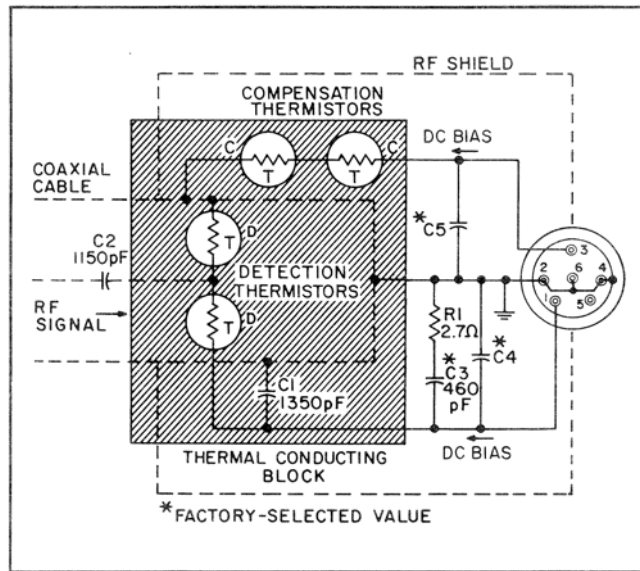 RF SHIELD
COMPENSATION
THERMISTORS
DC BIAS
C
C
T
T
COAXIAL
CABLE
*C5
D
T
C2
1150pF
DETECTION
THERMISTORS
3
2
6
4
1
5
RF
SIGNAL
D
T
R1
2.7Ω
*
C3
460
pF
*
C4
C1
1350pF
DC BIAS
THERMAL CONDUCTING
BLOCK
*FACTORY-SELECTED VALUE